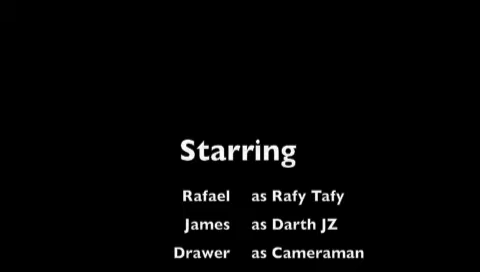 Starring
Rafael as Rafy Tafy
James as Darth JZ
Drawer as Cameraman